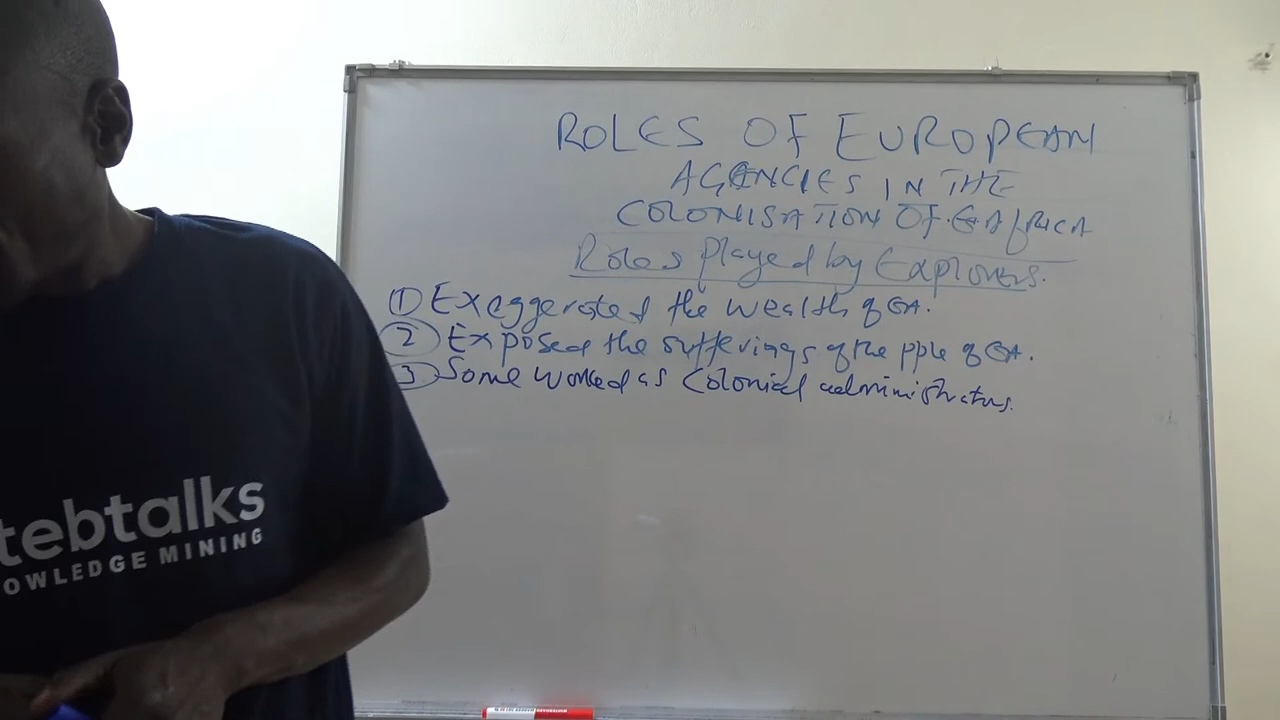 ROLES OF EUROPEAN
AGENCIES IN THE
COLONISATION OF E.AfRICA
Roles played by Explorers.
① Exaggerated the wealth of EA.
② Exposed the sufferings of the pple of EA.
③ Some worked as Colonial administrators.
tebtalks
OWLEDGE MINING